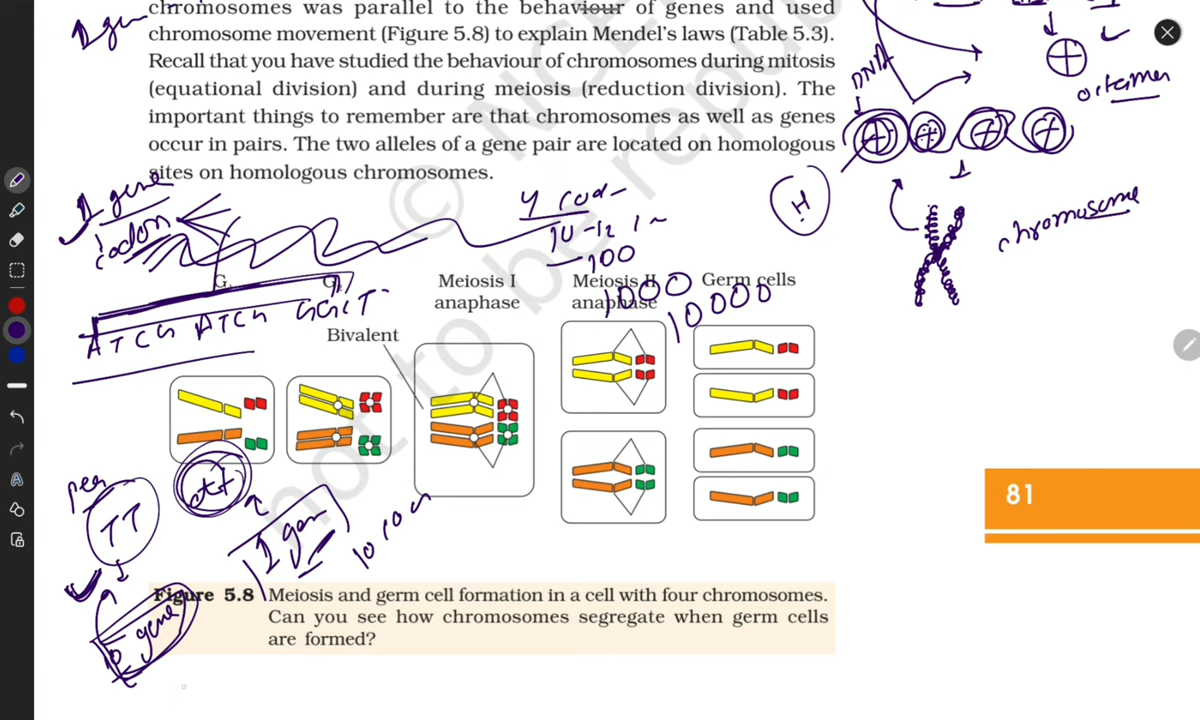 chromosomes was parallel to the behaviour of genes and used
chromosome movement (Figure 5.8) to explain Mendel's laws (Table 5.3).
Recall that you have studied the behaviour of chromosomes during mitosis
(equational division) and during meiosis (reduction division). The
important things to remember are that chromosomes as well as genes
occur in pairs. The two alleles of a gene pair are located on homologous
sites on homologous chromosomes.
DNA
octamer
chromosome
H
1 gene
codon
10-12
100
1000
10000
G1
Meiosis I
anaphase
Meiosis II
anaphase
Germ cells
ATCG ATCG
Bivalent
TT
gene
81
Figure 5.8 Meiosis and germ cell formation in a cell with four chromosomes.
Can you see how chromosomes segregate when germ cells
are formed?